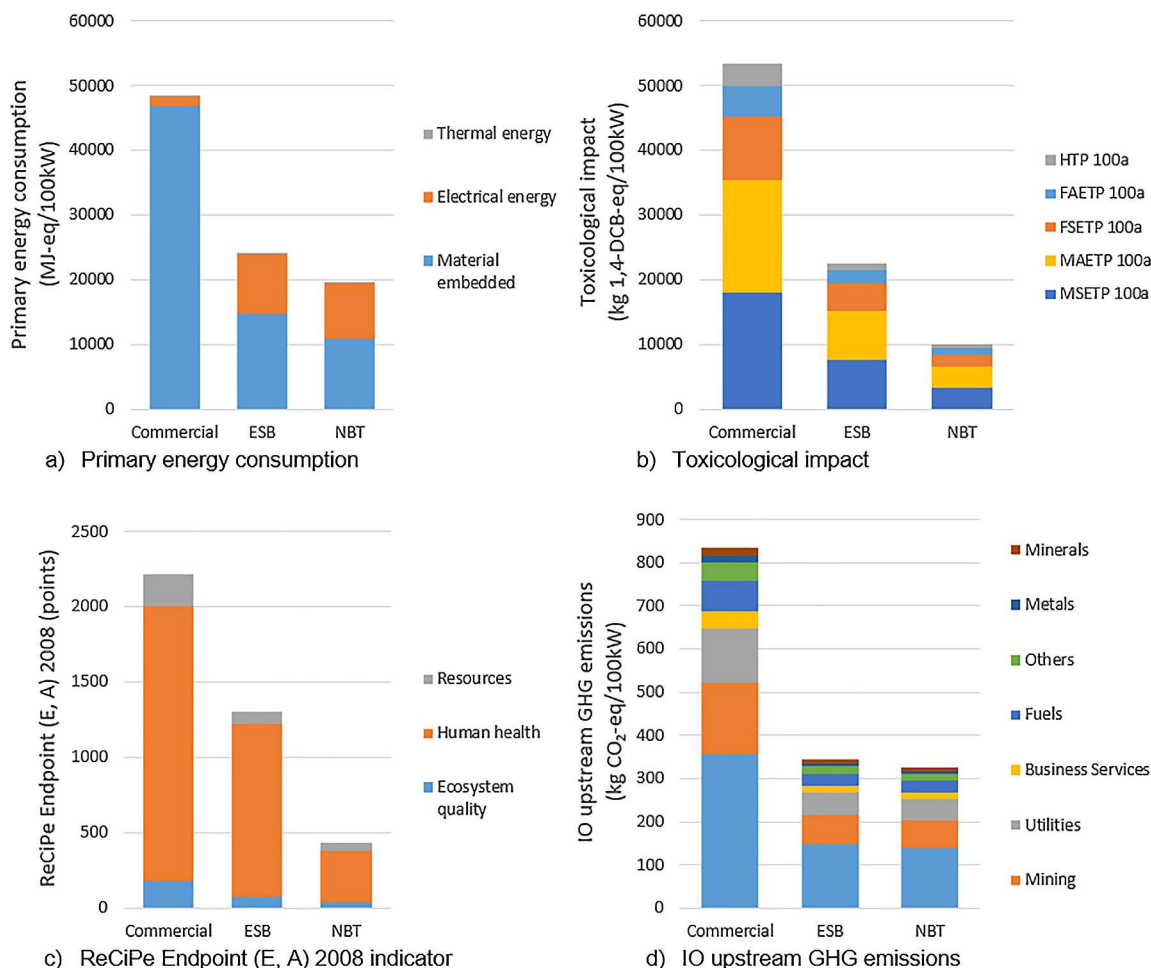 Primary energy consumption
(MJ-eq/100kW)
60000
50000
40000
30000
20000
10000
0
Commercial ESB NBT
Thermal energy
Electrical energy
Material
embedded
a) Primary energy consumption
Toxicological impact
(kg 1,4-DCB-eq/100kW)
60000
50000
40000
30000
20000
10000
0
Commercial ESB NBT
HTP 100a
FAETP 100a
FSETP 100a
MAETP 100a
MSETP 100a
b) Toxicological impact
ReCiPe Endpoint (E, A) 2008 (points)
2500
2000
1500
1000
500
0
Commercial ESB NBT
Resources
Human health
Ecosystem
quality
c) ReCiPe Endpoint (E, A) 2008 indicator
IO upstream GHG emissions
(kg CO₂-eq/100kW)
900
800
700
600
500
400
300
200
100
0
Commercial ESB NBT
Minerals
Metals
Others
Fuels
Business Services
Utilities
Mining
d) IO upstream GHG emissions